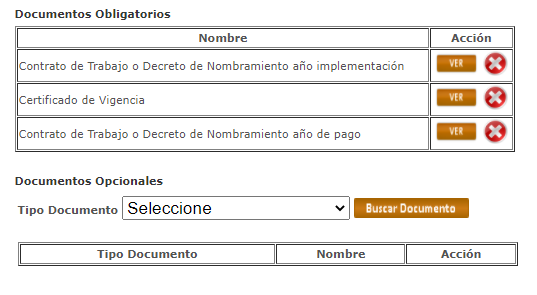 Documentos Obligatorios
Nombre Acción
Contrato de Trabajo o Decreto de Nombramiento año implementación VER
Certificado de Vigencia VER
Contrato de Trabajo o Decreto de Nombramiento año de pago VER
Documentos Opcionales
Tipo Documento Seleccione Buscar Documento
Tipo Documento Nombre Acción